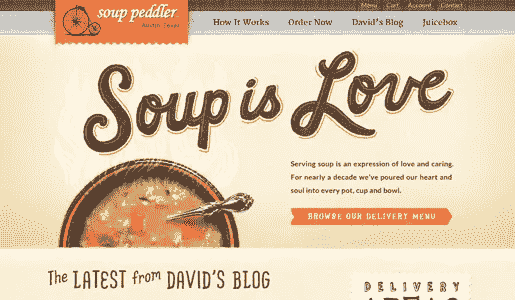 Menu Cart Account Contact
soup peddler
Austin, Texas
How It Works Order Now David's Blog Juicebox
Soup is Love
Serving soup is an expression of love and caring.
For nearly a decade we've poured our heart and
soul into every pot, cup and bowl.
BROWSE OUR DELIVERY MENU
The LATEST from DAVID'S BLOG
DELIVERY
AREAS